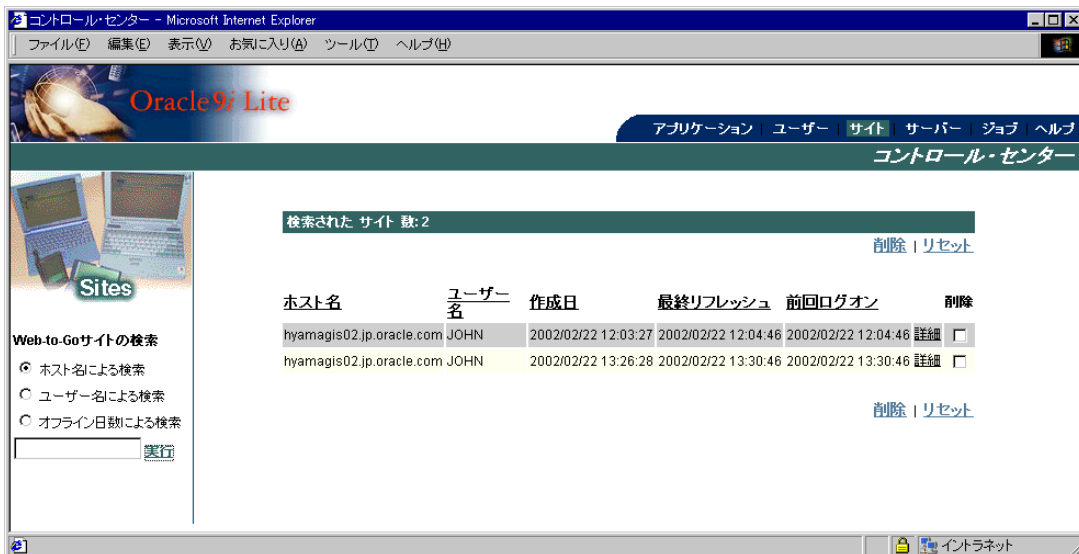 コントロール・センター - Microsoft Internet Explorer
ファイル(F) 編集(E) 表示(V) お気に入り(A) ツール(T) ヘルプ(H)
Oracle9i Lite
アプリケーション ユーザー サイト サーバー ジョブ ヘルプ
コントロール・センター
Sites
Web-to-Goサイトの検索
ホスト名による検索
ユーザー名による検索
オフライン日数による検索
実行
検索された サイト 数:2
削除 | リセット
ホスト名 ユーザー名 作成日 最終リフレッシュ 前回ログオン 削除
hyamagis02.jp.oracle.com JOHN 2002/02/22 12:03:27 2002/02/22 12:04:46 2002/02/22 12:04:46 詳細
hyamagis02.jp.oracle.com JOHN 2002/02/22 13:26:28 2002/02/22 13:30:46 2002/02/22 13:30:46 詳細
削除 | リセット
イントラネット